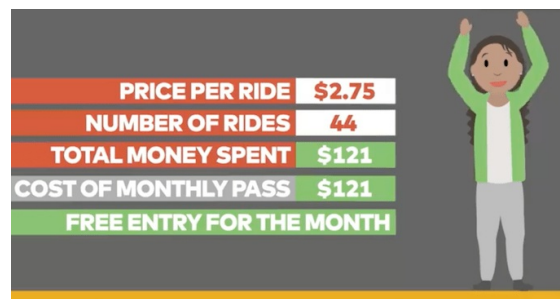 PRICE PER RIDE $2.75
NUMBER OF RIDES 44
TOTAL MONEY SPENT $121
COST OF MONTHLY PASS $121
FREE ENTRY FOR THE MONTH